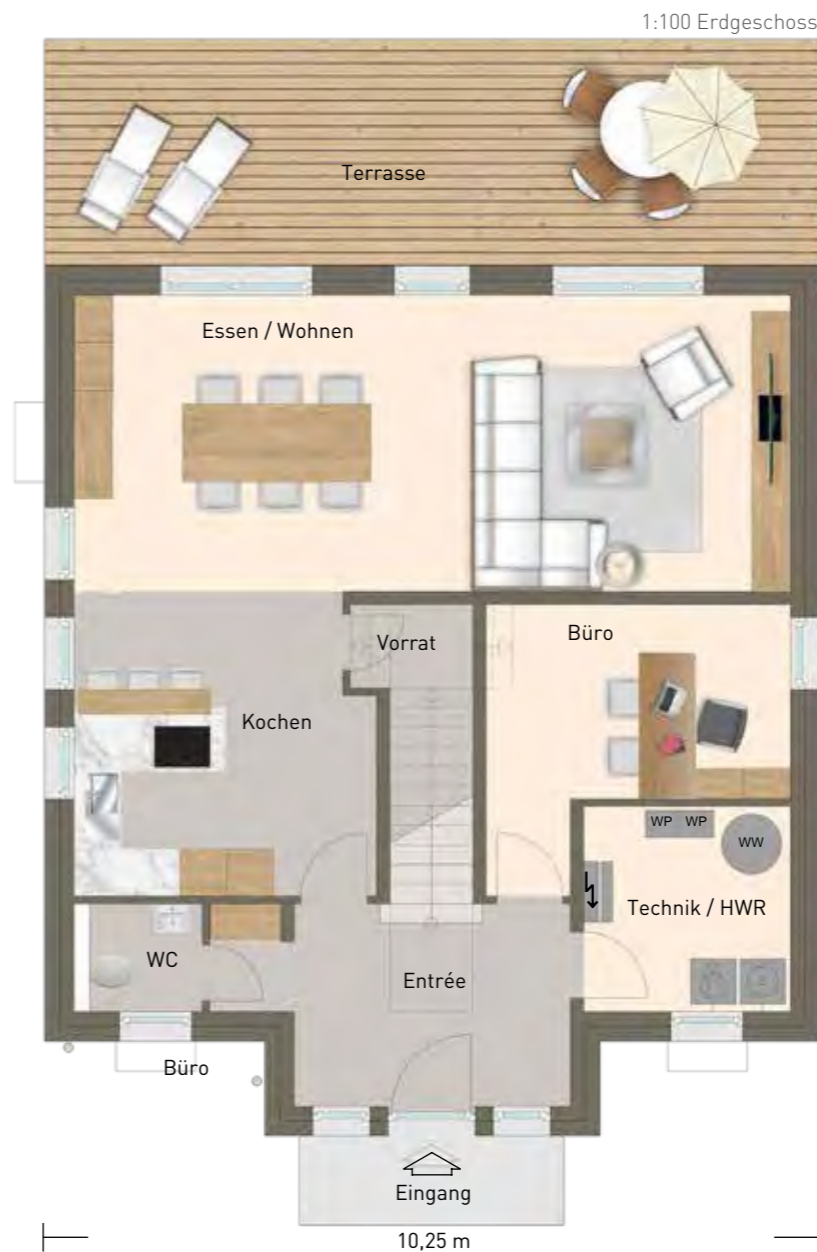 1:100 Erdgeschoss
Terrasse
Essen / Wohnen
Vorrat
Büro
Kochen
WP WP
WW
Technik / HWR
WC
Entrée
Büro
Eingang
10,25 m